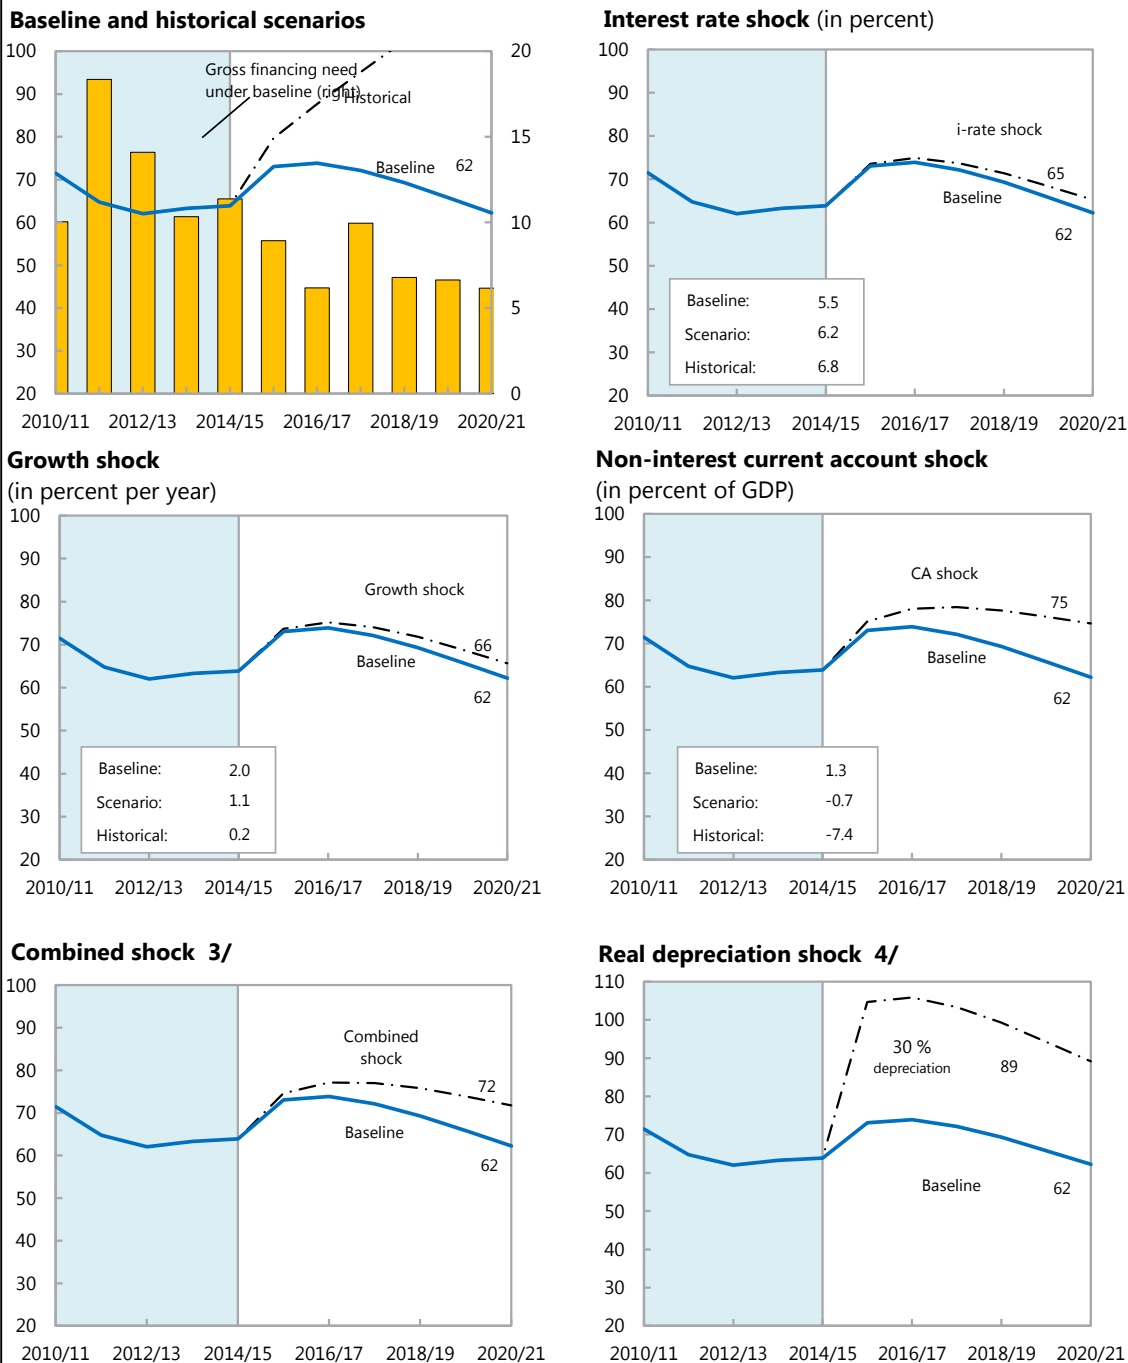 Baseline and historical scenarios
100
90
80
70
60
50
40
30
20
20
15
10
5
0
Gross financing need
under baseline (right)
Historical
Baseline
62
2010/11 2012/13 2014/15 2016/17 2018/19 2020/21
Interest rate shock (in percent)
100
90
80
70
60
50
40
30
20
i-rate shock
65
Baseline
62
Baseline: 5.5
Scenario: 6.2
Historical: 6.8
2010/11 2012/13 2014/15 2016/17 2018/19 2020/21
Growth shock
(in percent per year)
100
90
80
70
60
50
40
30
20
Growth shock
66
Baseline
62
Baseline: 2.0
Scenario: 1.1
Historical: 0.2
2010/11 2012/13 2014/15 2016/17 2018/19 2020/21
Non-interest current account shock
(in percent of GDP)
100
90
80
70
60
50
40
30
20
CA shock
75
Baseline
62
Baseline: 1.3
Scenario: -0.7
Historical: -7.4
2010/11 2012/13 2014/15 2016/17 2018/19 2020/21
Combined shock 3/
100
90
80
70
60
50
40
30
20
Combined
shock
72
Baseline
62
2010/11 2012/13 2014/15 2016/17 2018/19 2020/21
Real depreciation shock 4/
110
100
90
80
70
60
50
40
30
20
30 %
depreciation
89
Baseline
62
2010/11 2012/13 2014/15 2016/17 2018/19 2020/21